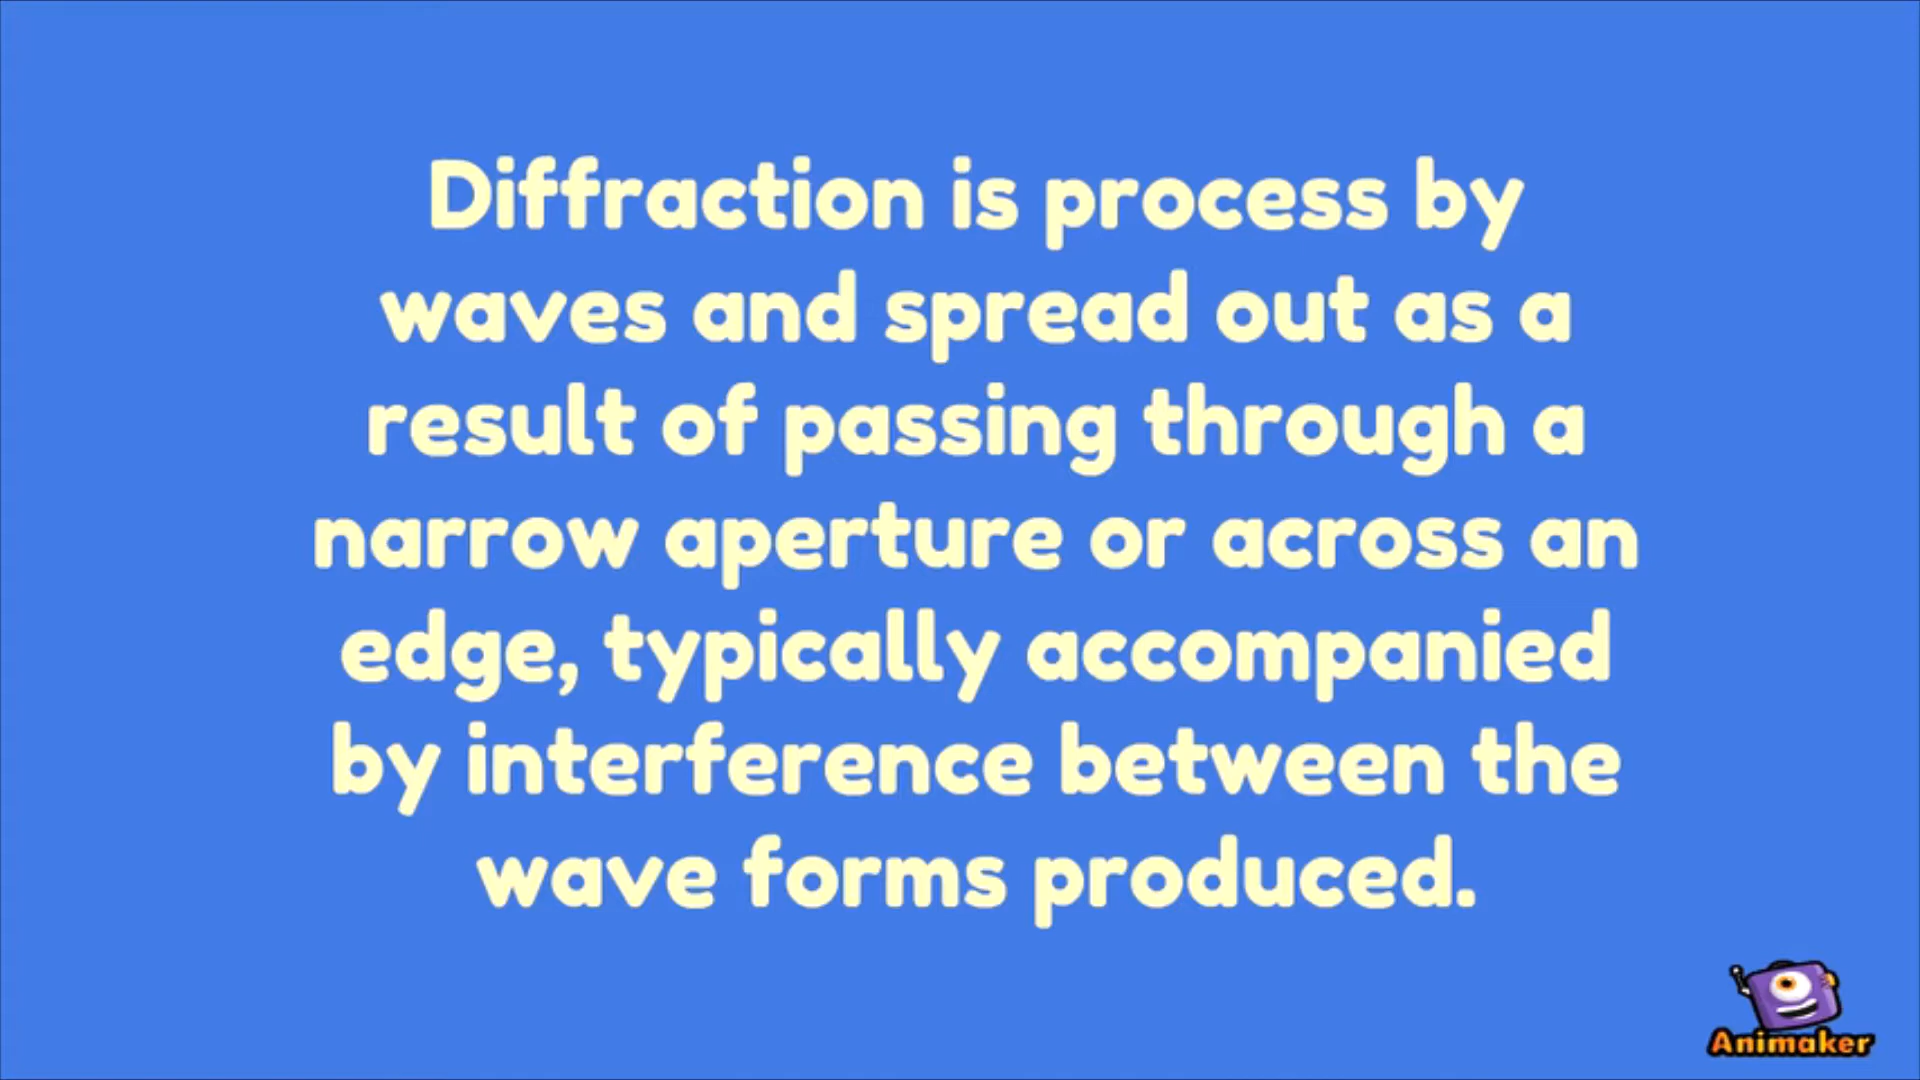 Diffraction is process by
waves and spread out as a
result of passing through a
narrow aperture or across an
edge, typically accompanied
by interference between the
wave forms produced.
Animaker